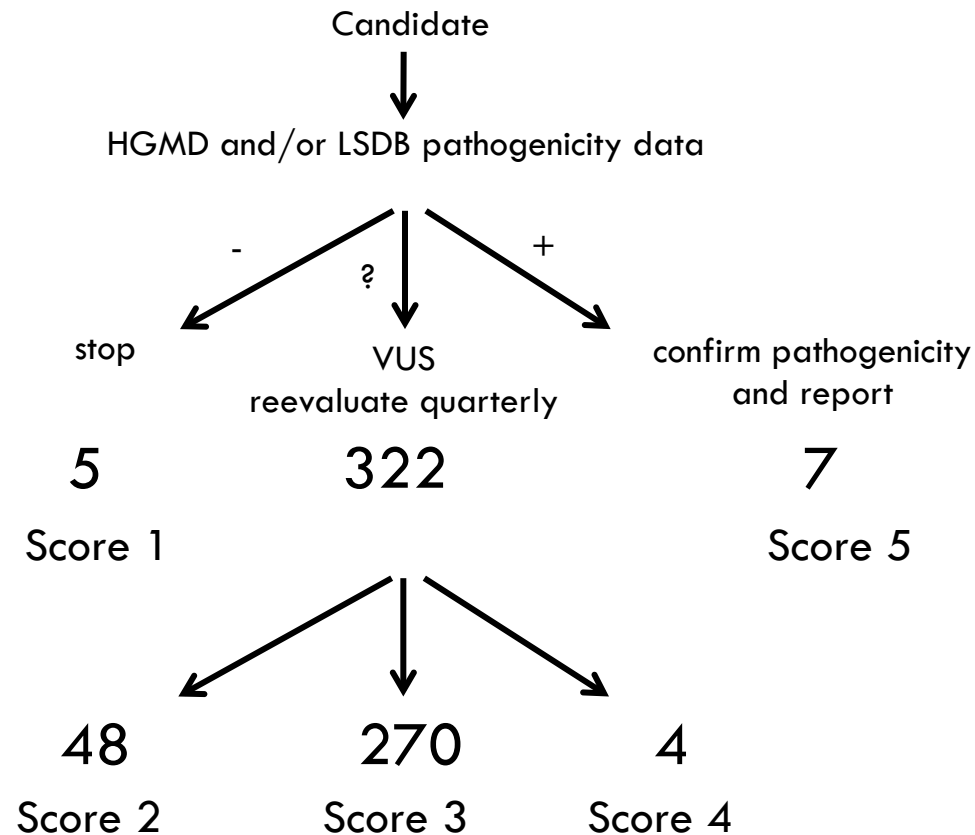 Candidate
HGMD and/or LSDB pathogenicity data
-
?
+
stop
VUS
reevaluate quarterly
confirm pathogenicity
and report
5
322
7
Score 1
Score 5
48
270
4
Score 2
Score 3
Score 4